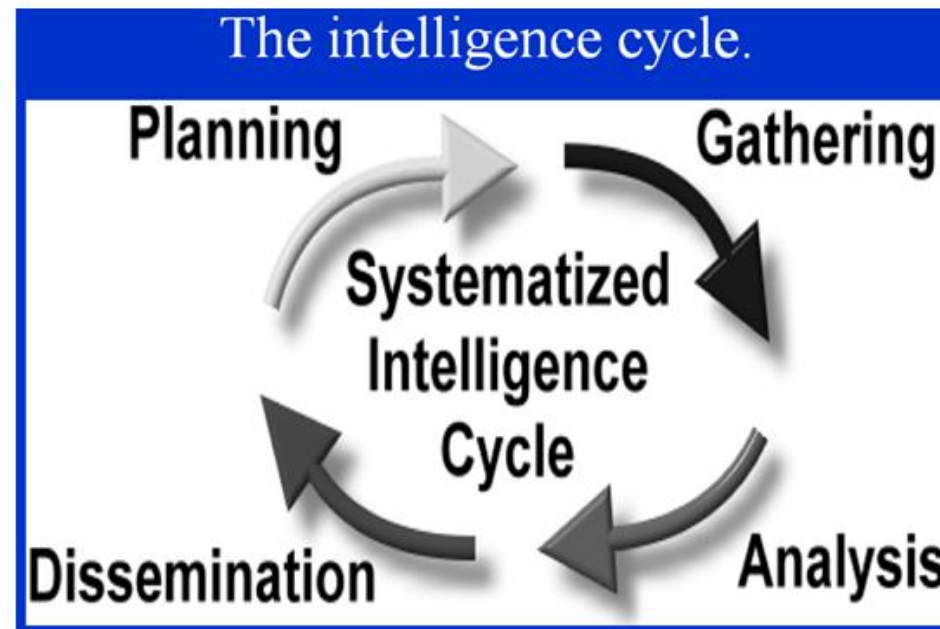 The intelligence cycle.
Planning
Gathering
Systematized
Intelligence
Cycle
Dissemination
Analysis